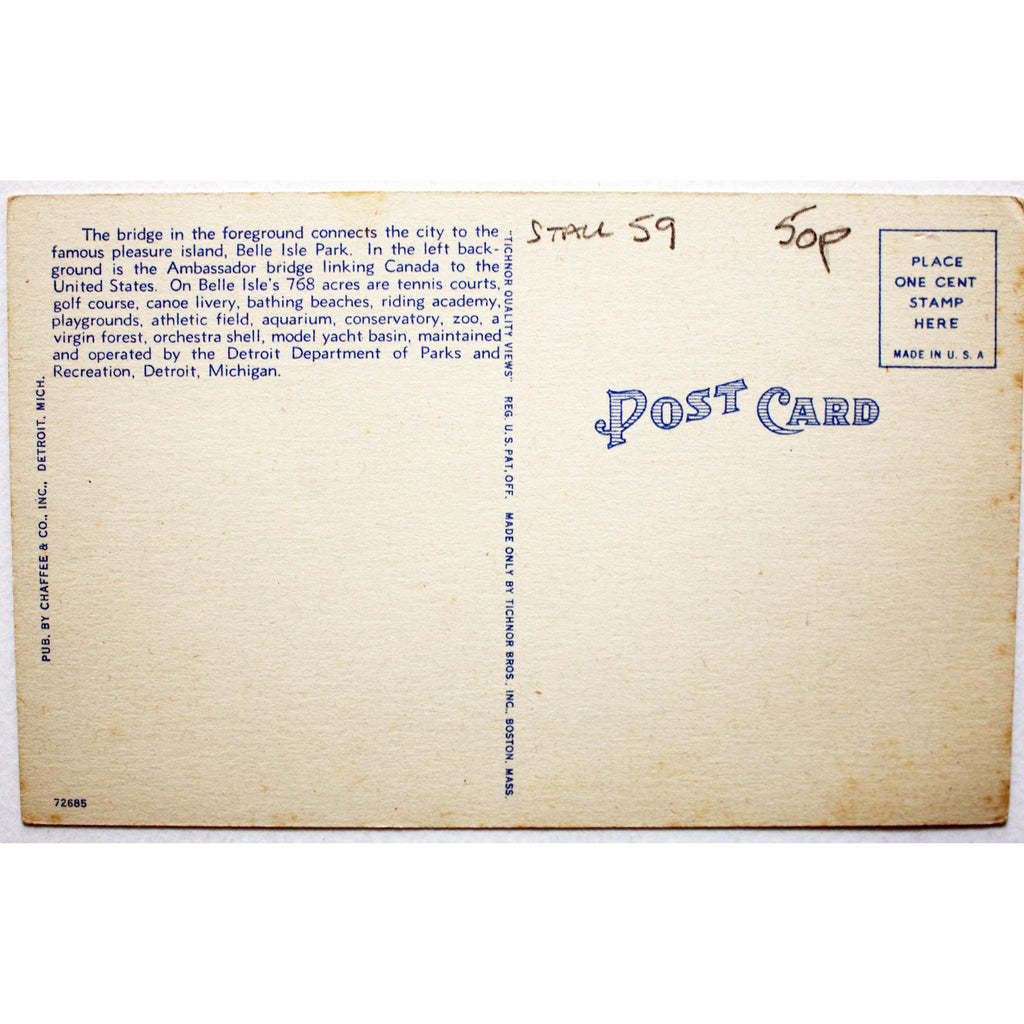 The bridge in the foreground connects the city to the
famous pleasure island, Belle Isle Park. In the left back-
ground is the Ambassador bridge linking Canada to the
United States. On Belle Isle's 768 acres are tennis courts,
golf course, canoe livery, bathing beaches, riding academy,
playgrounds, athletic field, aquarium, conservatory, zoo, a
virgin forest, orchestra shell, model yacht basin, maintained
and operated by the Detroit Department of Parks and
Recreation, Detroit, Michigan.
PUB. BY CHAFFEE & CO., INC., DETROIT, MICH.
72685
"TICHNOR QUALITY VIEWS" REG. U.S. PAT. OFF. MADE ONLY BY TICHNOR BROS., INC., BOSTON, MASS.
STALL 59 50p
PLACE
ONE CENT
STAMP
HERE
MADE IN U. S. A
POST CARD